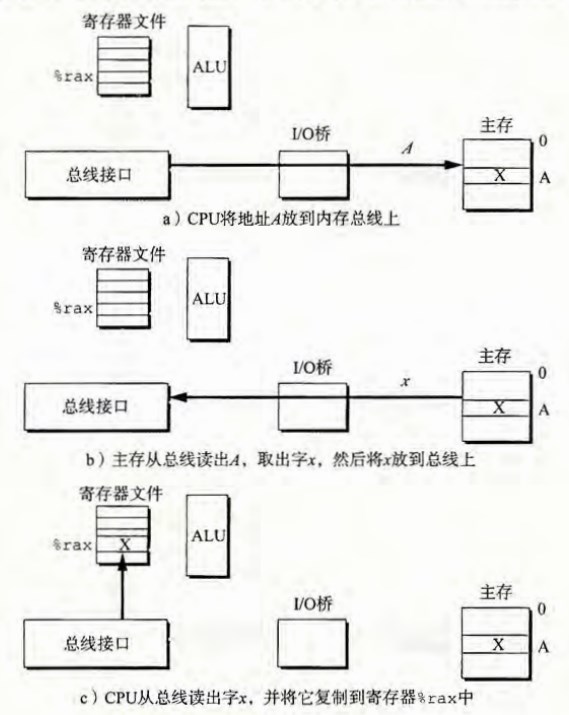 寄存器文件
%rax
ALU
I/O桥
主存
0
总线接口
A
X
A
a）CPU将地址A放到内存总线上
寄存器文件
%rax
ALU
I/O桥
主存
0
总线接口
x
X
A
b）主存从总线读出A，取出字x，然后将x放到总线上
寄存器文件
%rax
X
ALU
I/O桥
主存
0
总线接口
X
A
c）CPU从总线读出字x，并将它复制到寄存器%rax中